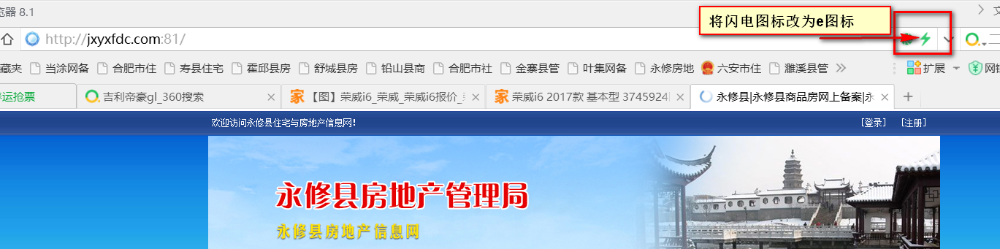 览器 8.1
将闪电图标改为e图标
http://jxyxfdc.com:81/
藏夹 当涂网备 合肥市住 寿县住宅 霍邱县房 舒城县房 铅山县商 合肥市社 金寨县管 叶集网备 永修房地 六安市住 濉溪县管 扩展 网银
春运抢票 吉利帝豪gl_360搜索 【图】荣威i6_荣威_荣威i6报价_ 荣威i6 2017款 基本型 3745924 永修县|永修县商品房网上备案|永
欢迎访问永修县住宅与房地产信息网! [登录] [注册]
永修县房地产管理局
永修县房地产信息网